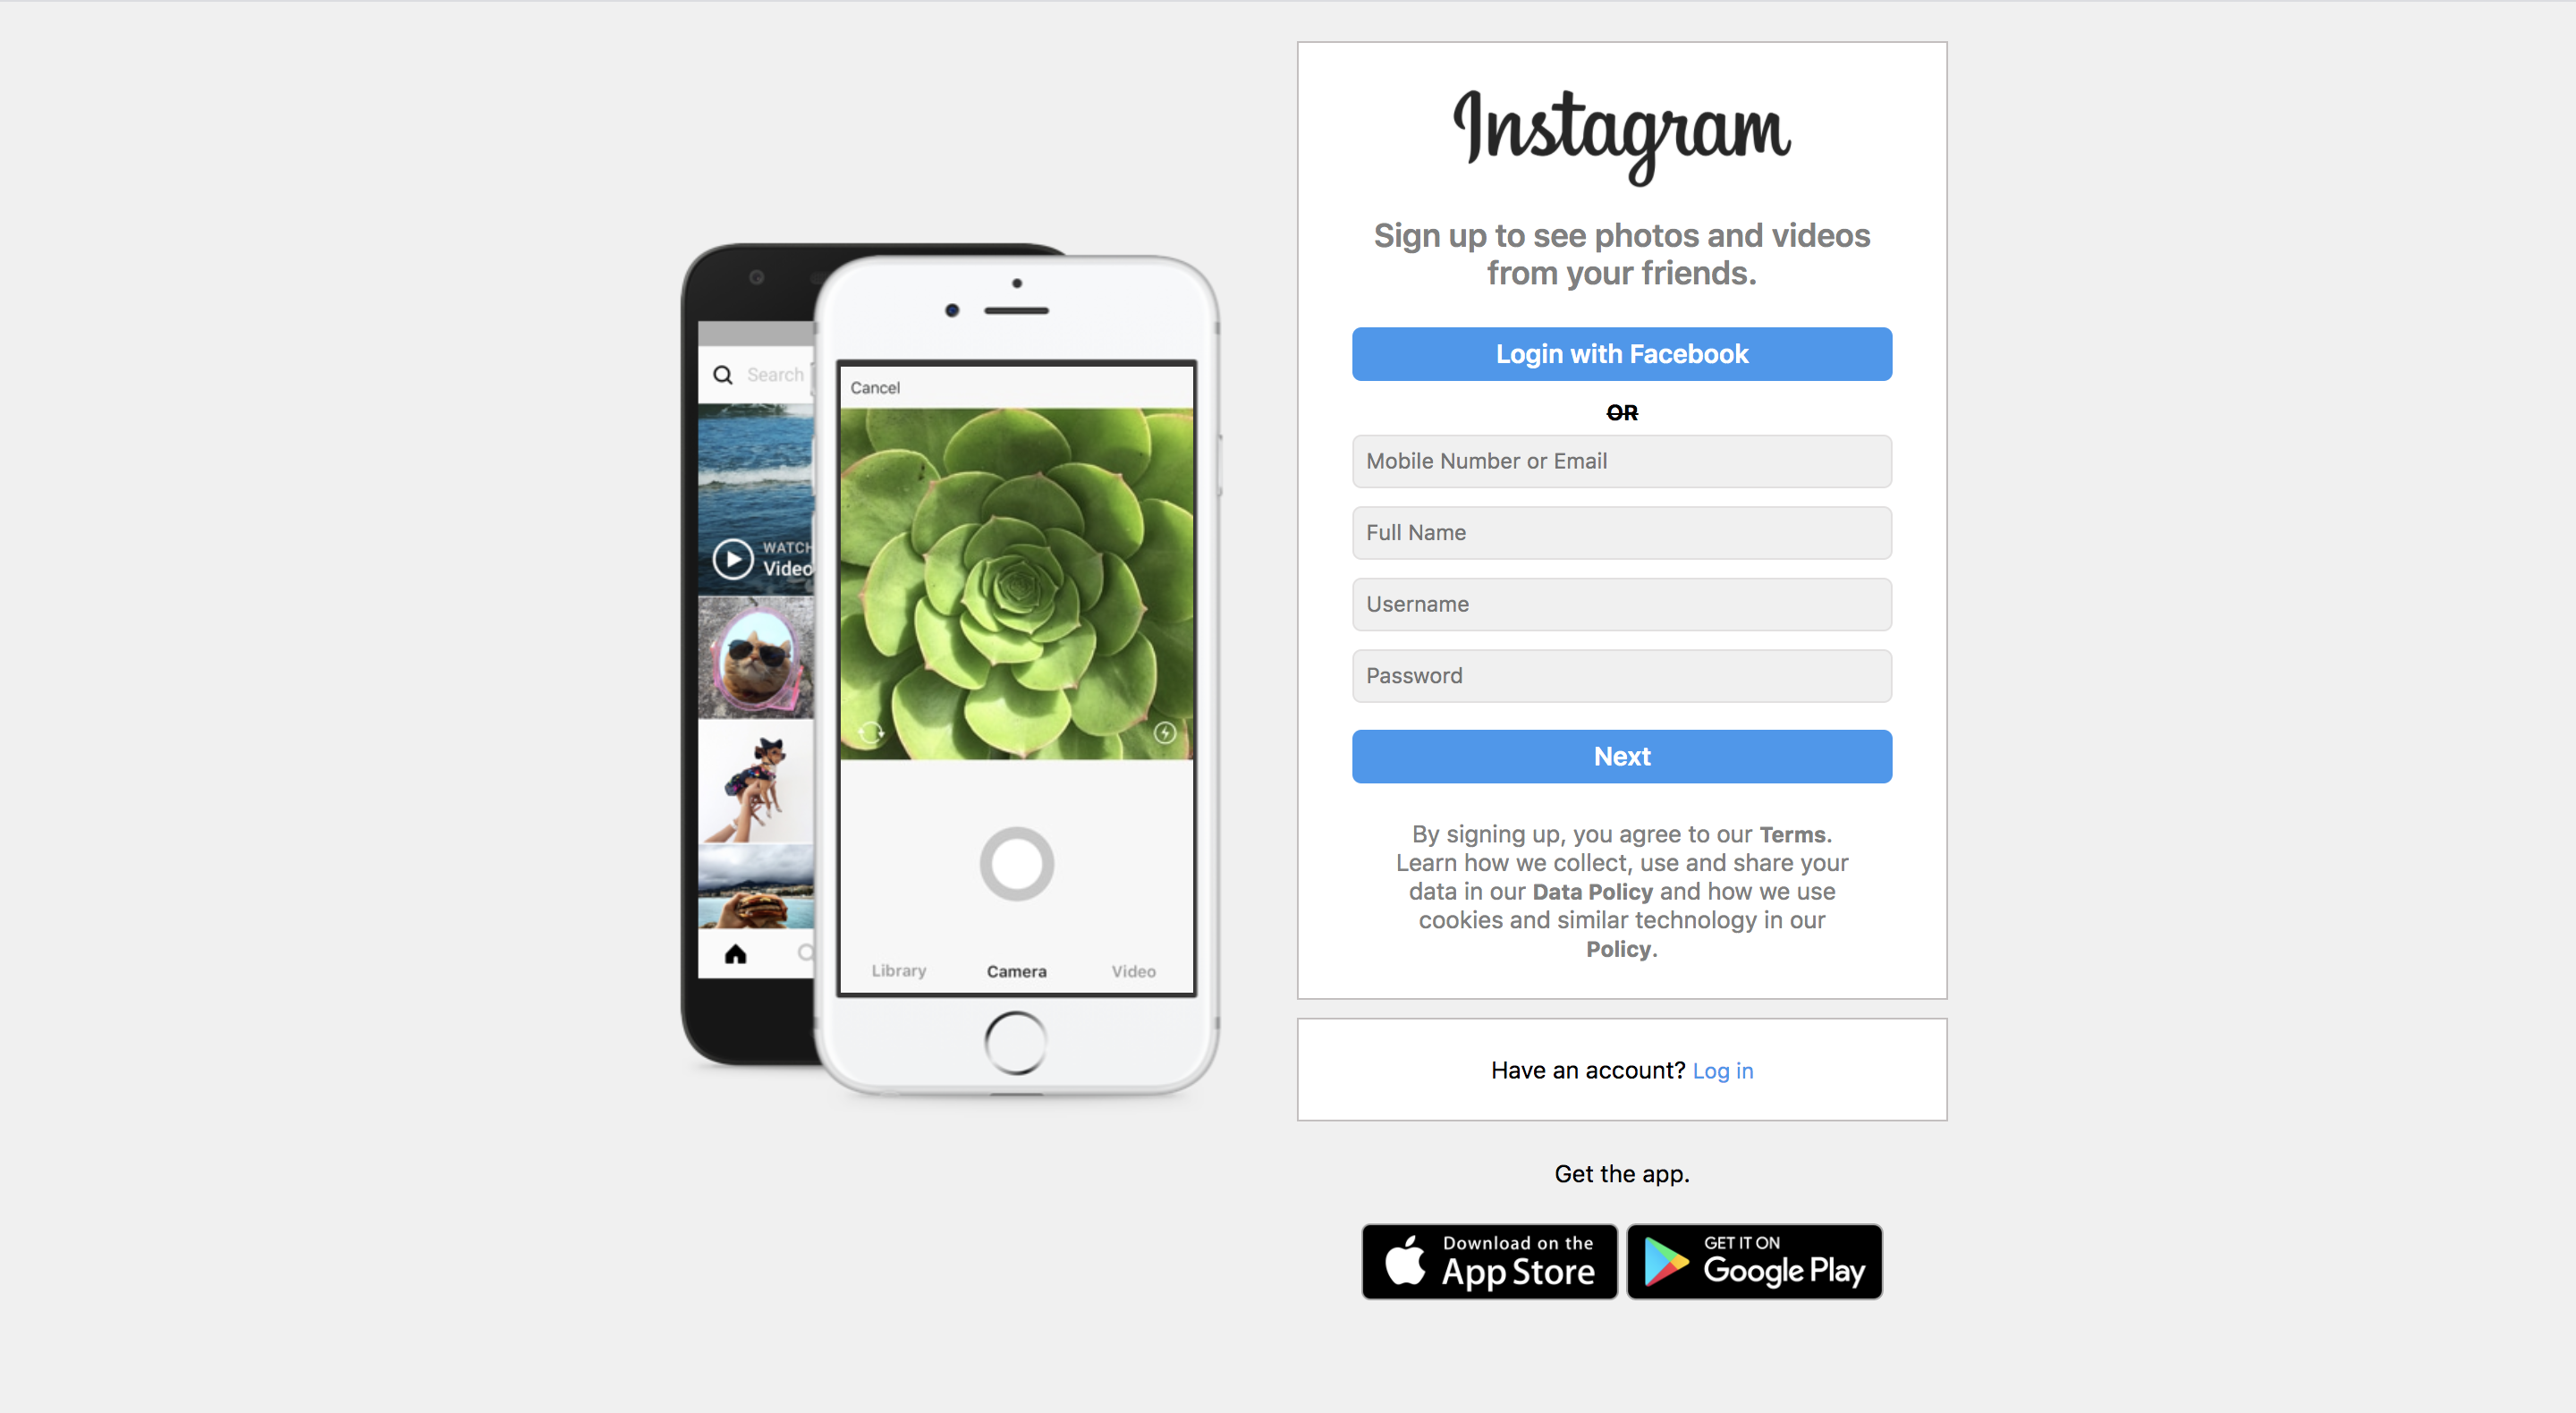 Instagram
Sign up to see photos and videos
from your friends.
Login with Facebook
OR
Mobile Number or Email
Full Name
Username
Password
Next
By signing up, you agree to our Terms.
Learn how we collect, use and share your
data in our Data Policy and how we use
cookies and similar technology in our
Policy.
Have an account? Log in
Get the app.
Download on the
App Store
GET IT ON
Google Play
Search
WATCH
Video
Cancel
Library Camera Video